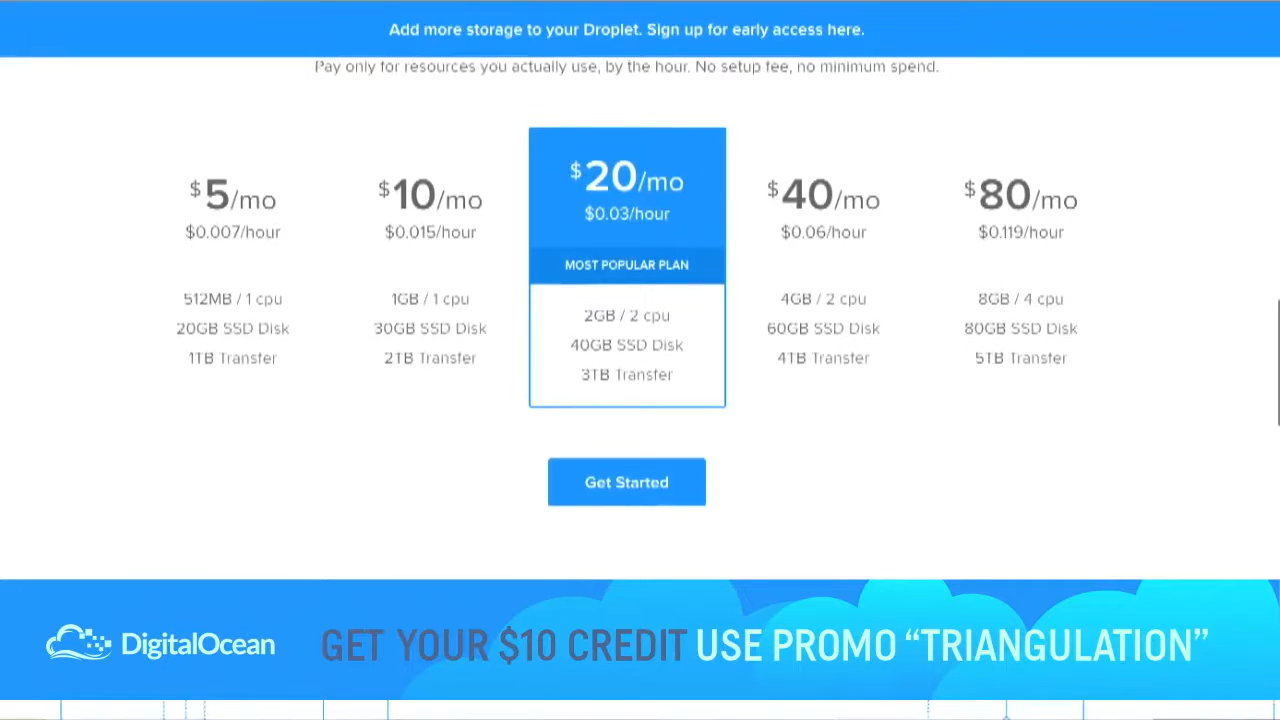 Add more storage to your Droplet. Sign up for early access here.
Pay only for resources you actually use, by the hour. No setup fee, no minimum spend.
$5/mo
$0.007/hour
512MB / 1 cpu
20GB SSD Disk
1TB Transfer
$10/mo
$0.015/hour
1GB / 1 cpu
30GB SSD Disk
2TB Transfer
$20/mo
$0.03/hour
MOST POPULAR PLAN
2GB / 2 cpu
40GB SSD Disk
3TB Transfer
$40/mo
$0.06/hour
4GB / 2 cpu
60GB SSD Disk
4TB Transfer
$80/mo
$0.119/hour
8GB / 4 cpu
80GB SSD Disk
5TB Transfer
Get Started
DigitalOcean
GET YOUR $10 CREDIT USE PROMO “TRIANGULATION”